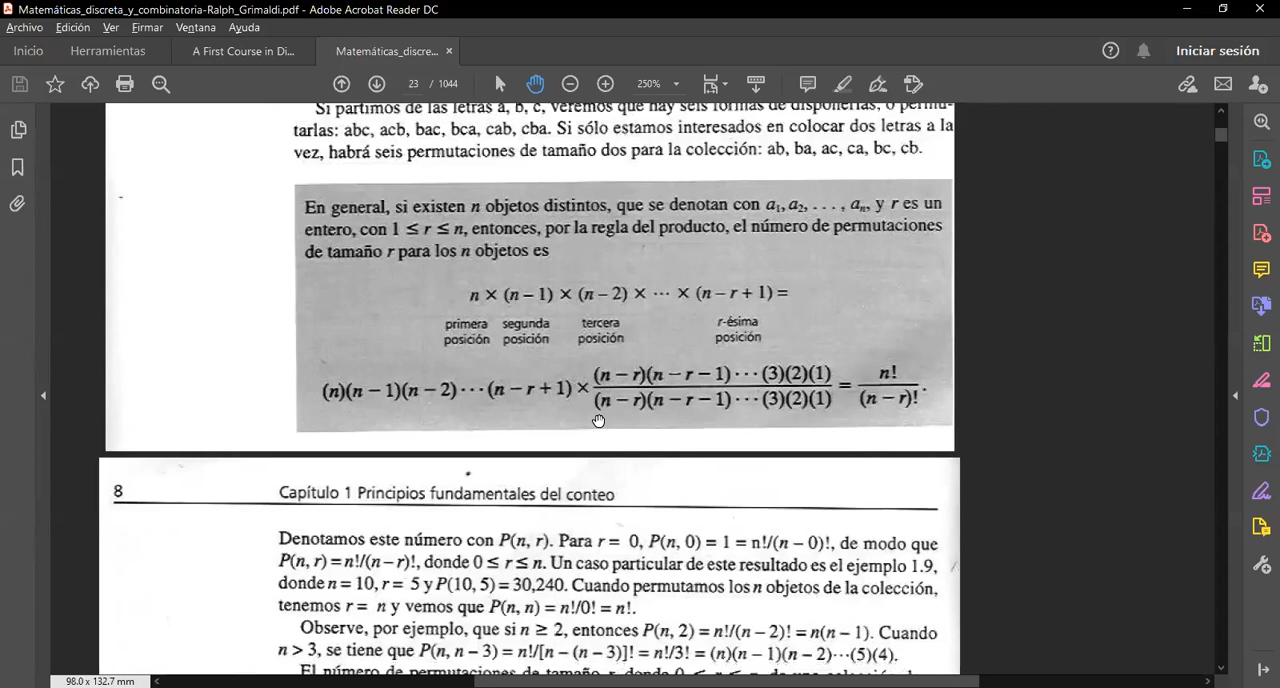 Matemáticas_discreta_y_combinatoria-Ralph_Grimaldi.pdf - Adobe Acrobat Reader DC
Archivo Edición Ver Firmar Ventana Ayuda
Inicio Herramientas A First Course in Di... Matemáticas_discre... × Iniciar sesión
23 / 1044 250%
Si partimos de las letras a, b, c, veremos que hay seis formas de disponerlas, o permu-
tarlas: abc, acb, bac, bca, cab, cba. Si sólo estamos interesados en colocar dos letras a la
vez, habrá seis permutaciones de tamaño dos para la colección: ab, ba, ac, ca, bc, cb.
En general, si existen n objetos distintos, que se denotan con a₁, a₂, . . . , aₙ, y r es un
entero, con 1 ≤ r ≤ n, entonces, por la regla del producto, el número de permutaciones
de tamaño r para los n objetos es
n × (n – 1) × (n – 2) × ··· × (n – r + 1) =
primera segunda tercera r-ésima
posición posición posición posición
(n)(n – 1)(n – 2)···(n – r + 1) × (n – r)(n – r – 1)···(3)(2)(1) / (n – r)(n – r – 1)···(3)(2)(1) = n! / (n – r)! .
8 Capítulo 1 Principios fundamentales del conteo
Denotamos este número con P(n, r). Para r = 0, P(n, 0) = 1 = n!/(n – 0)!, de modo que
P(n, r) = n!/(n–r)!, donde 0 ≤ r ≤ n. Un caso particular de este resultado es el ejemplo 1.9,
donde n = 10, r = 5 y P(10, 5) = 30,240. Cuando permutamos los n objetos de la colección,
tenemos r = n y vemos que P(n, n) = n!/0! = n!.
Observe, por ejemplo, que si n ≥ 2, entonces P(n, 2) = n!/(n – 2)! = n(n – 1). Cuando
n > 3, se tiene que P(n, n – 3) = n!/[n – (n – 3)]! = n!/3! = (n)(n – 1)(n – 2)···(5)(4).
El número de permutaciones de tamaño r, donde 0 ≤ r ≤ n, de una colección
98.0 x 132.7 mm